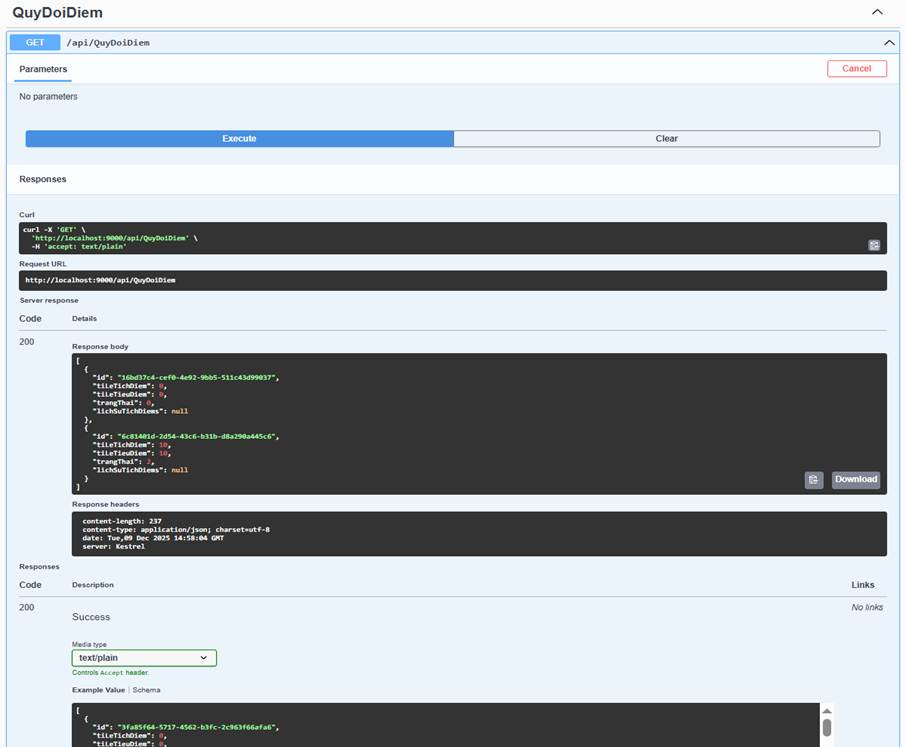 QuyDoiDiem
GET /api/QuyDoiDiem
Parameters Cancel
No parameters
Execute Clear
Responses
Curl
curl -X 'GET' \
'http://localhost:9000/api/QuyDoiDiem' \
-H 'accept: text/plain'
Request URL
http://localhost:9000/api/QuyDoiDiem
Server response
Code Details
200
Response body
[
{
"id": "16bd37c4-cef0-4e92-9bb5-511c43d99037",
"tiLeTichDiem": 0,
"tiLeTieuDiem": 0,
"trangThai": 0,
"lichSuTichDiems": null
},
{
"id": "6c81401d-2d54-43c6-b31b-d8a290a445c6",
"tiLeTichDiem": 10,
"tiLeTieuDiem": 10,
"trangThai": 2,
"lichSuTichDiems": null
}
]
Download
Response headers
content-length: 237
content-type: application/json; charset=utf-8
date: Tue,09 Dec 2025 14:58:04 GMT
server: Kestrel
Responses
Code Description Links
200 No links
Success
Media type
text/plain
Controls Accept header.
Example Value | Schema
[
{
"id": "3fa85f64-5717-4562-b3fc-2c963f66afa6",
"tiLeTichDiem": 0,
"tiLeTieuDiem": 0,